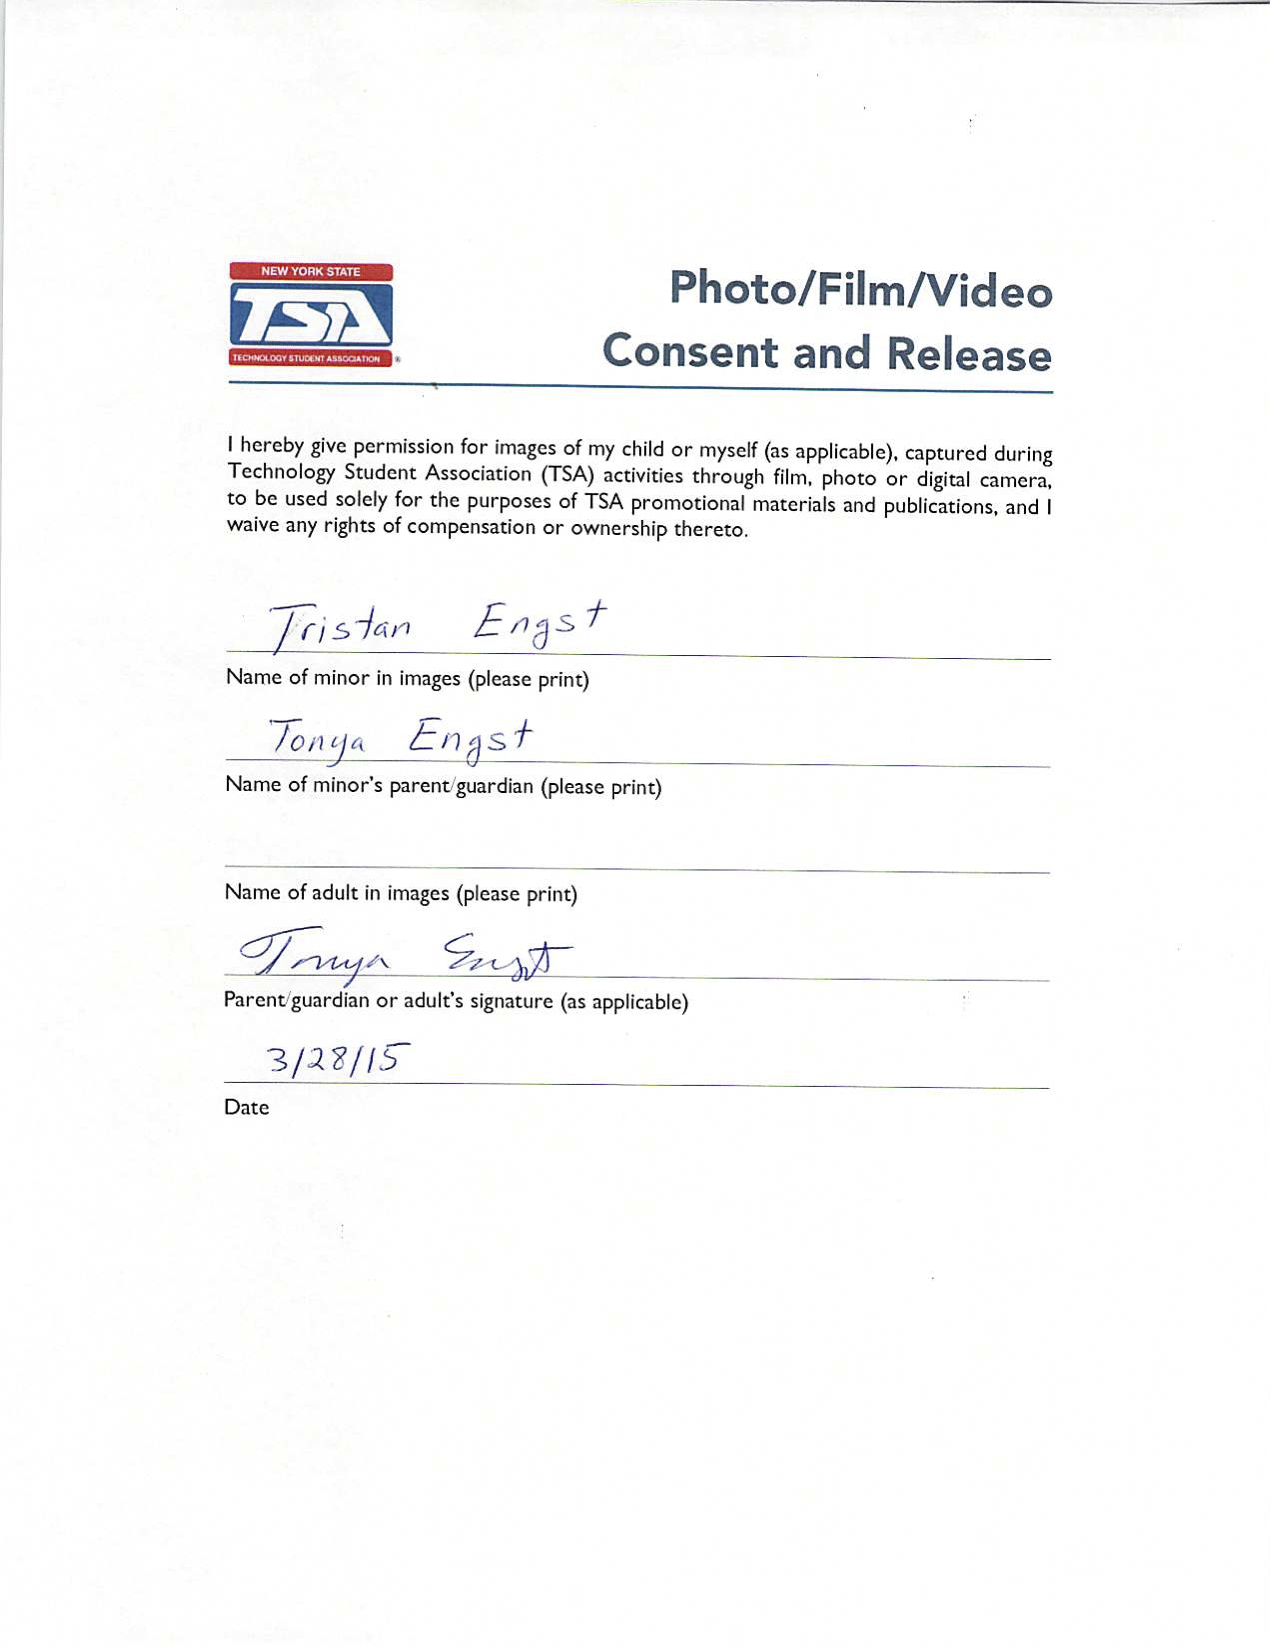 NEW YORK STATE
TSA
TECHNOLOGY STUDENT ASSOCIATION ®
Photo/Film/Video
Consent and Release
I hereby give permission for images of my child or myself (as applicable), captured during
Technology Student Association (TSA) activities through film, photo or digital camera,
to be used solely for the purposes of TSA promotional materials and publications, and I
waive any rights of compensation or ownership thereto.
Tristan Engst
Name of minor in images (please print)
Tonya Engst
Name of minor's parent/guardian (please print)
Name of adult in images (please print)
Tonya Engst
Parent/guardian or adult's signature (as applicable)
3/28/15
Date